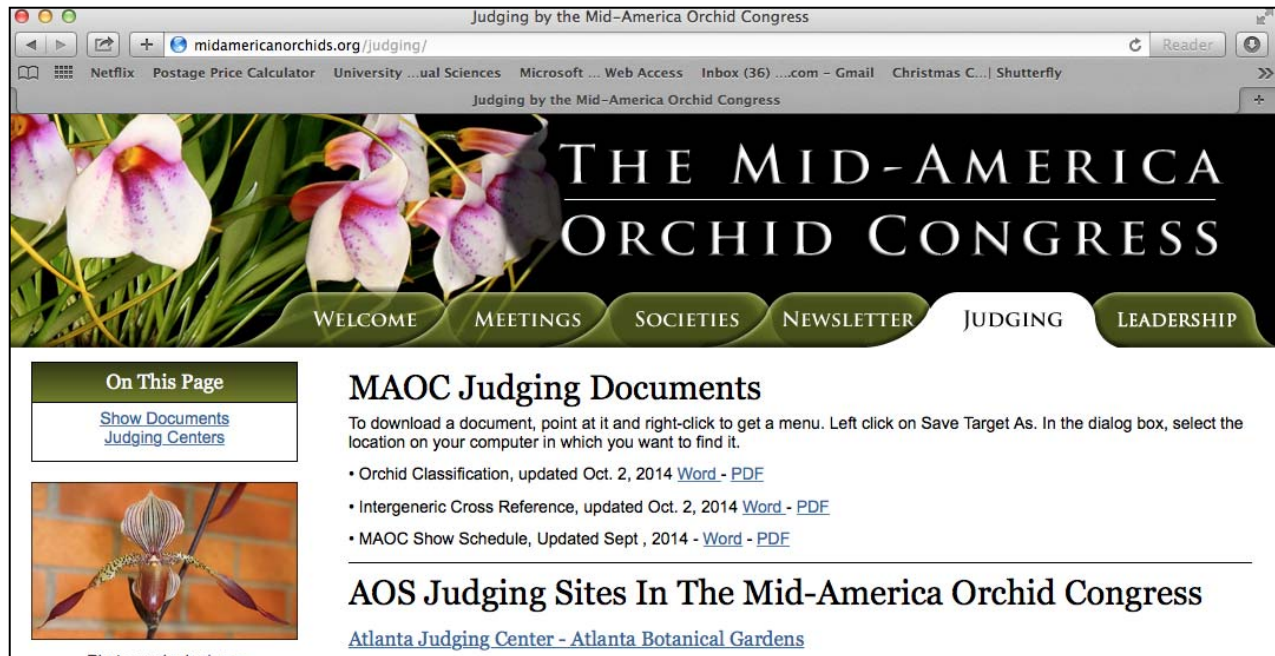 Judging by the Mid-America Orchid Congress
midamericanorchids.org/judging/
Reader
Netflix Postage Price Calculator University ...ual Sciences Microsoft ... Web Access Inbox (36) ....com - Gmail Christmas C...| Shutterfly
Judging by the Mid-America Orchid Congress
THE MID-AMERICA
ORCHID CONGRESS
WELCOME MEETINGS SOCIETIES NEWSLETTER JUDGING LEADERSHIP
On This Page
Show Documents
Judging Centers
MAOC Judging Documents
To download a document, point at it and right-click to get a menu. Left click on Save Target As. In the dialog box, select the
location on your computer in which you want to find it.
• Orchid Classification, updated Oct. 2, 2014 Word - PDF
• Intergeneric Cross Reference, updated Oct. 2, 2014 Word - PDF
• MAOC Show Schedule, Updated Sept , 2014 - Word - PDF
AOS Judging Sites In The Mid-America Orchid Congress
Atlanta Judging Center - Atlanta Botanical Gardens